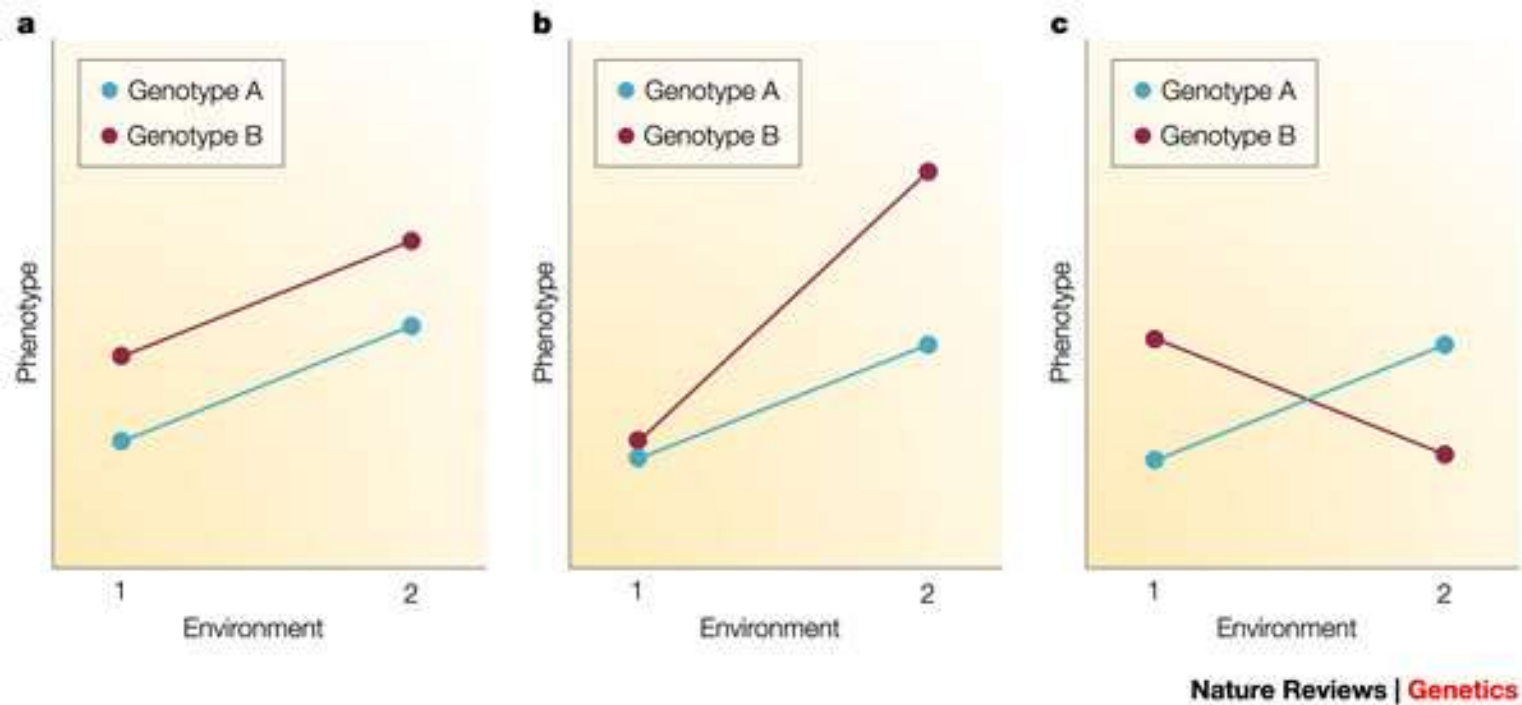 a
Genotype A
Genotype B
Phenotype
1 2
Environment
b
Genotype A
Genotype B
Phenotype
1 2
Environment
c
Genotype A
Genotype B
Phenotype
1 2
Environment
Nature Reviews | Genetics